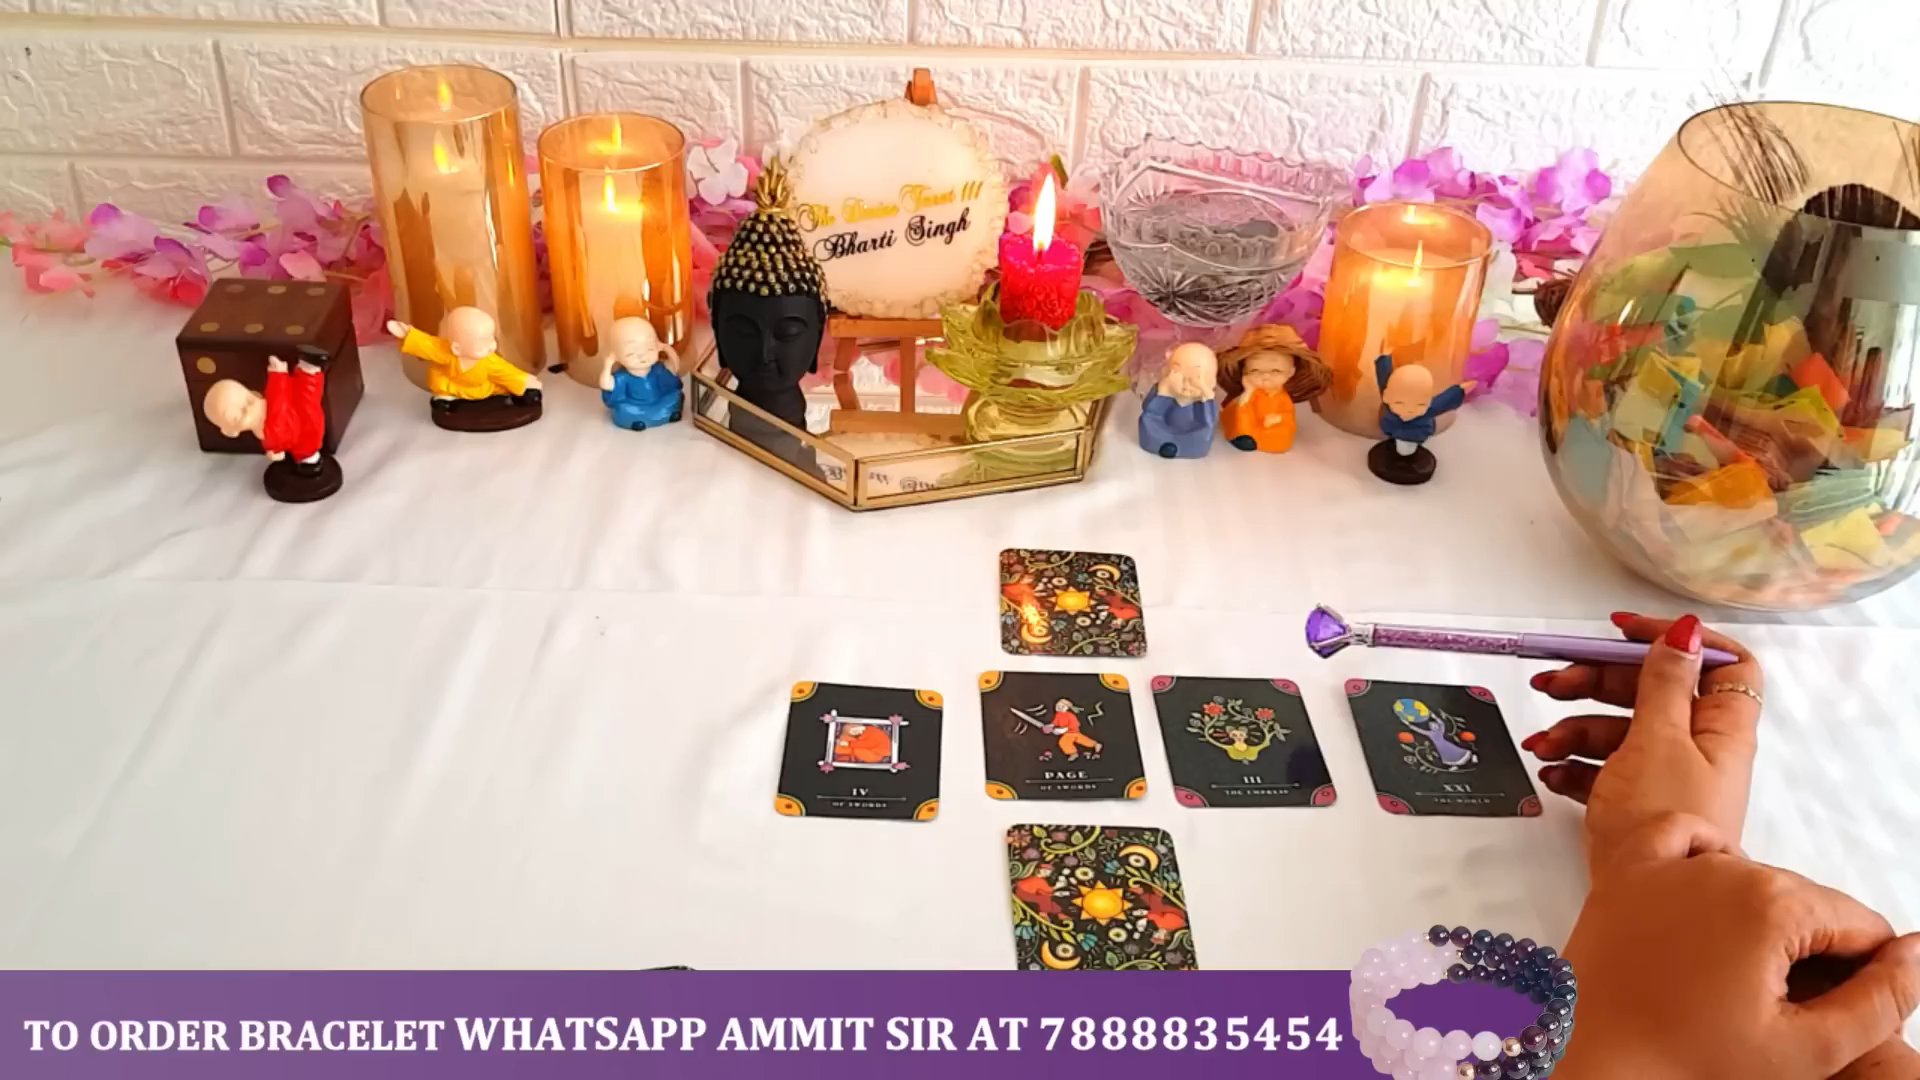 The Divine Tarot 111
Bharti Singh
IV
OF SWORDS
PAGE
OF SWORDS
III
THE EMPRESS
XXI
THE WORLD
TO ORDER BRACELET WHATSAPP AMMIT SIR AT 7888835454